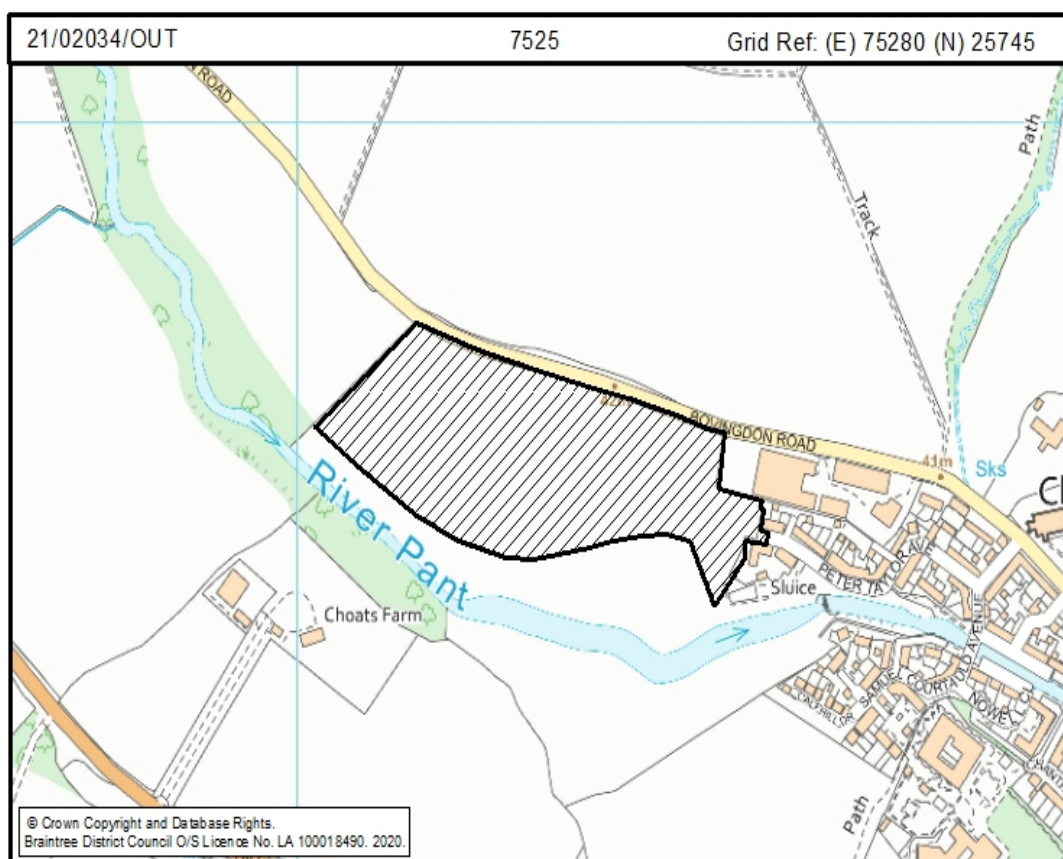 21/02034/OUT 7525 Grid Ref: (E) 75280 (N) 25745
ROAD
Path
Track
BOVINGDON ROAD
41m
Sks
River Pant
PETER TAYLOR AVE
Sluice
Choats Farm
SAMUEL COURTAULD AVENUE
Path
© Crown Copyright and Database Rights.
Braintree District Council O/S Licence No. LA 100018490. 2020.